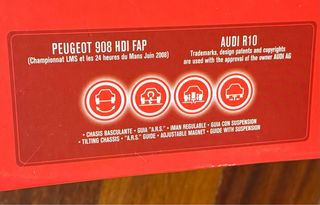 PEUGEOT 908 HDI FAP
(Championnat LMS et les 24 heures du Mans Juin 2008)
AUDI R10
Trademarks, design patents and copyrights
are used with the approval of the owner AUDI AG
• CHASIS BASCULANTE • GUIA "A.R.S." • IMAN REGULABLE • GUIA CON SUSPENSION
• TILTING CHASSIS • "A.R.S." GUIDE • ADJUSTABLE MAGNET • GUIDE WITH SUSPENSION